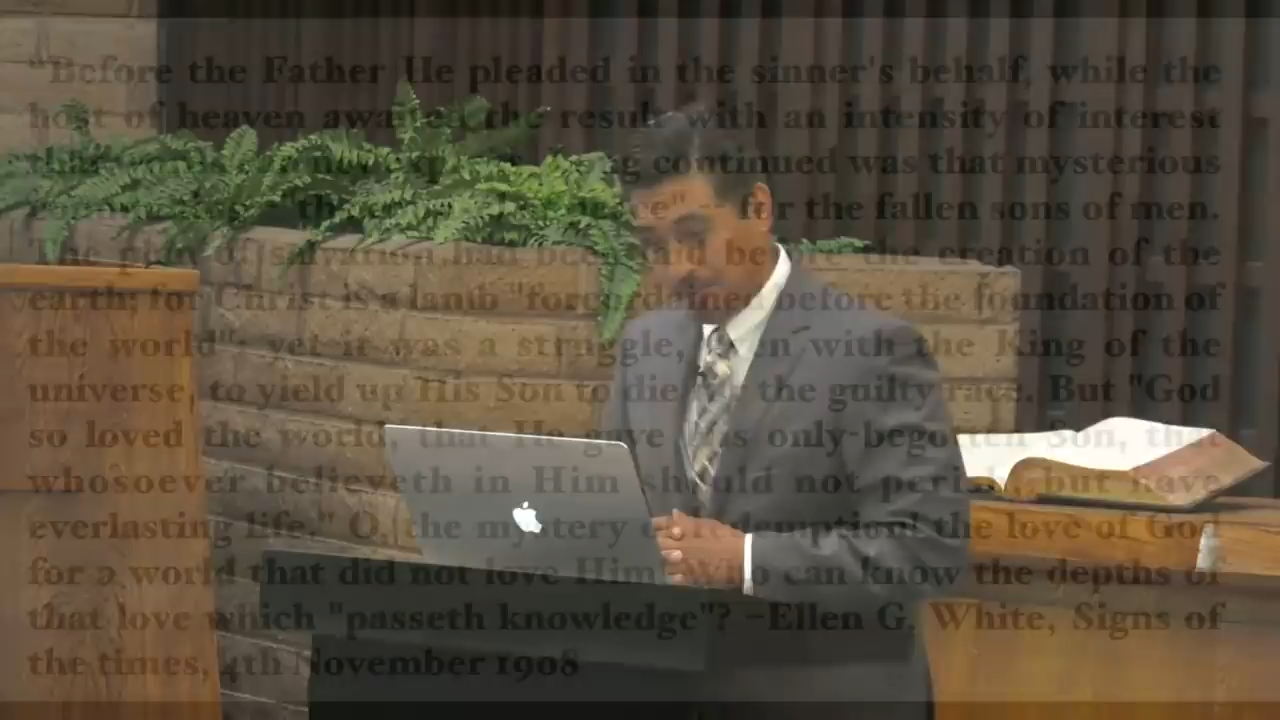 "Before the Father He pleaded in the sinner's behalf, while the
host of heaven awaited the result with an intensity of interest
that continued was that mysterious
for the fallen sons of men.
The plan of salvation had been laid before the creation of the
earth; for Christ is a lamb "foreordained before the foundation of
the world"; yet it was a struggle, even with the King of the
universe, to yield up His Son to die for the guilty race. But "God
so loved the world, that He gave His only-begotten Son, that
whosoever believeth in Him should not perish, but have
everlasting life." O, the mystery of redemption! the love of God
for a world that did not love Him! Who can know the depths of
that love which "passeth knowledge"? –Ellen G. White, Signs of
the times, 4th November 1908